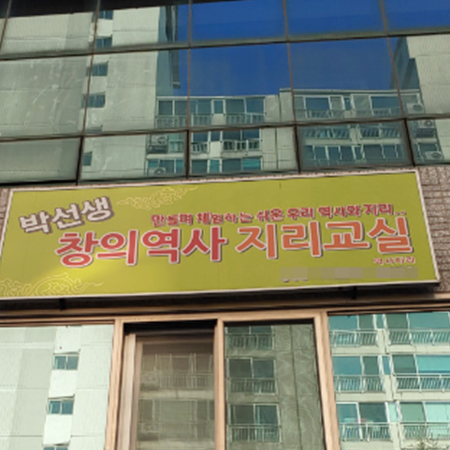 박선생
만들며 체험하는 쉬운 우리 역사와 지리
창의역사 지리교실